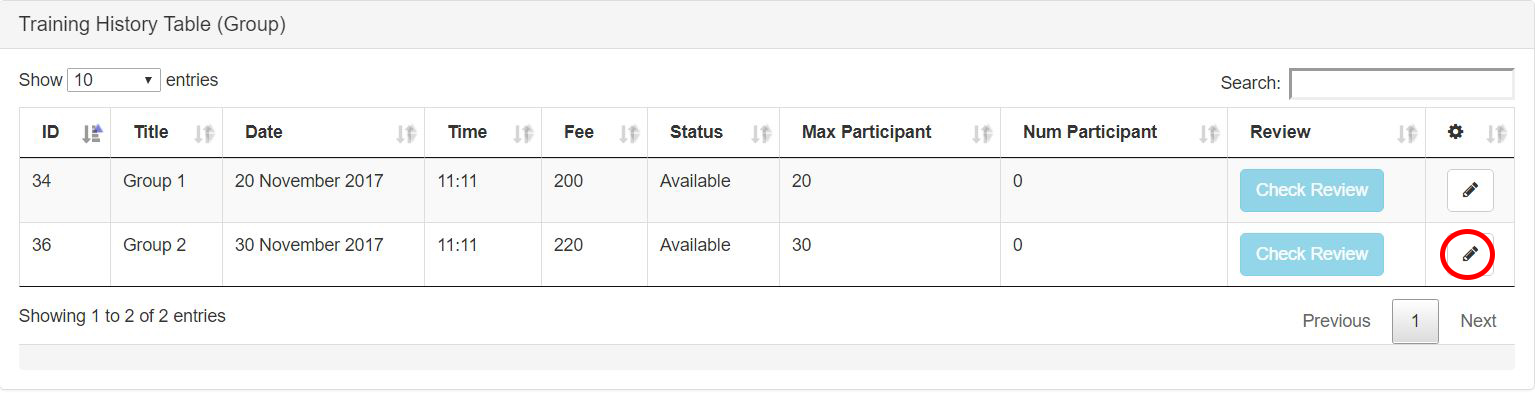 Training History Table (Group)
Show 10 entries
Search:
ID Title Date Time Fee Status Max Participant Num Participant Review
34 Group 1 20 November 2017 11:11 200 Available 20 0 Check Review
36 Group 2 30 November 2017 11:11 220 Available 30 0 Check Review
Showing 1 to 2 of 2 entries
Previous 1 Next